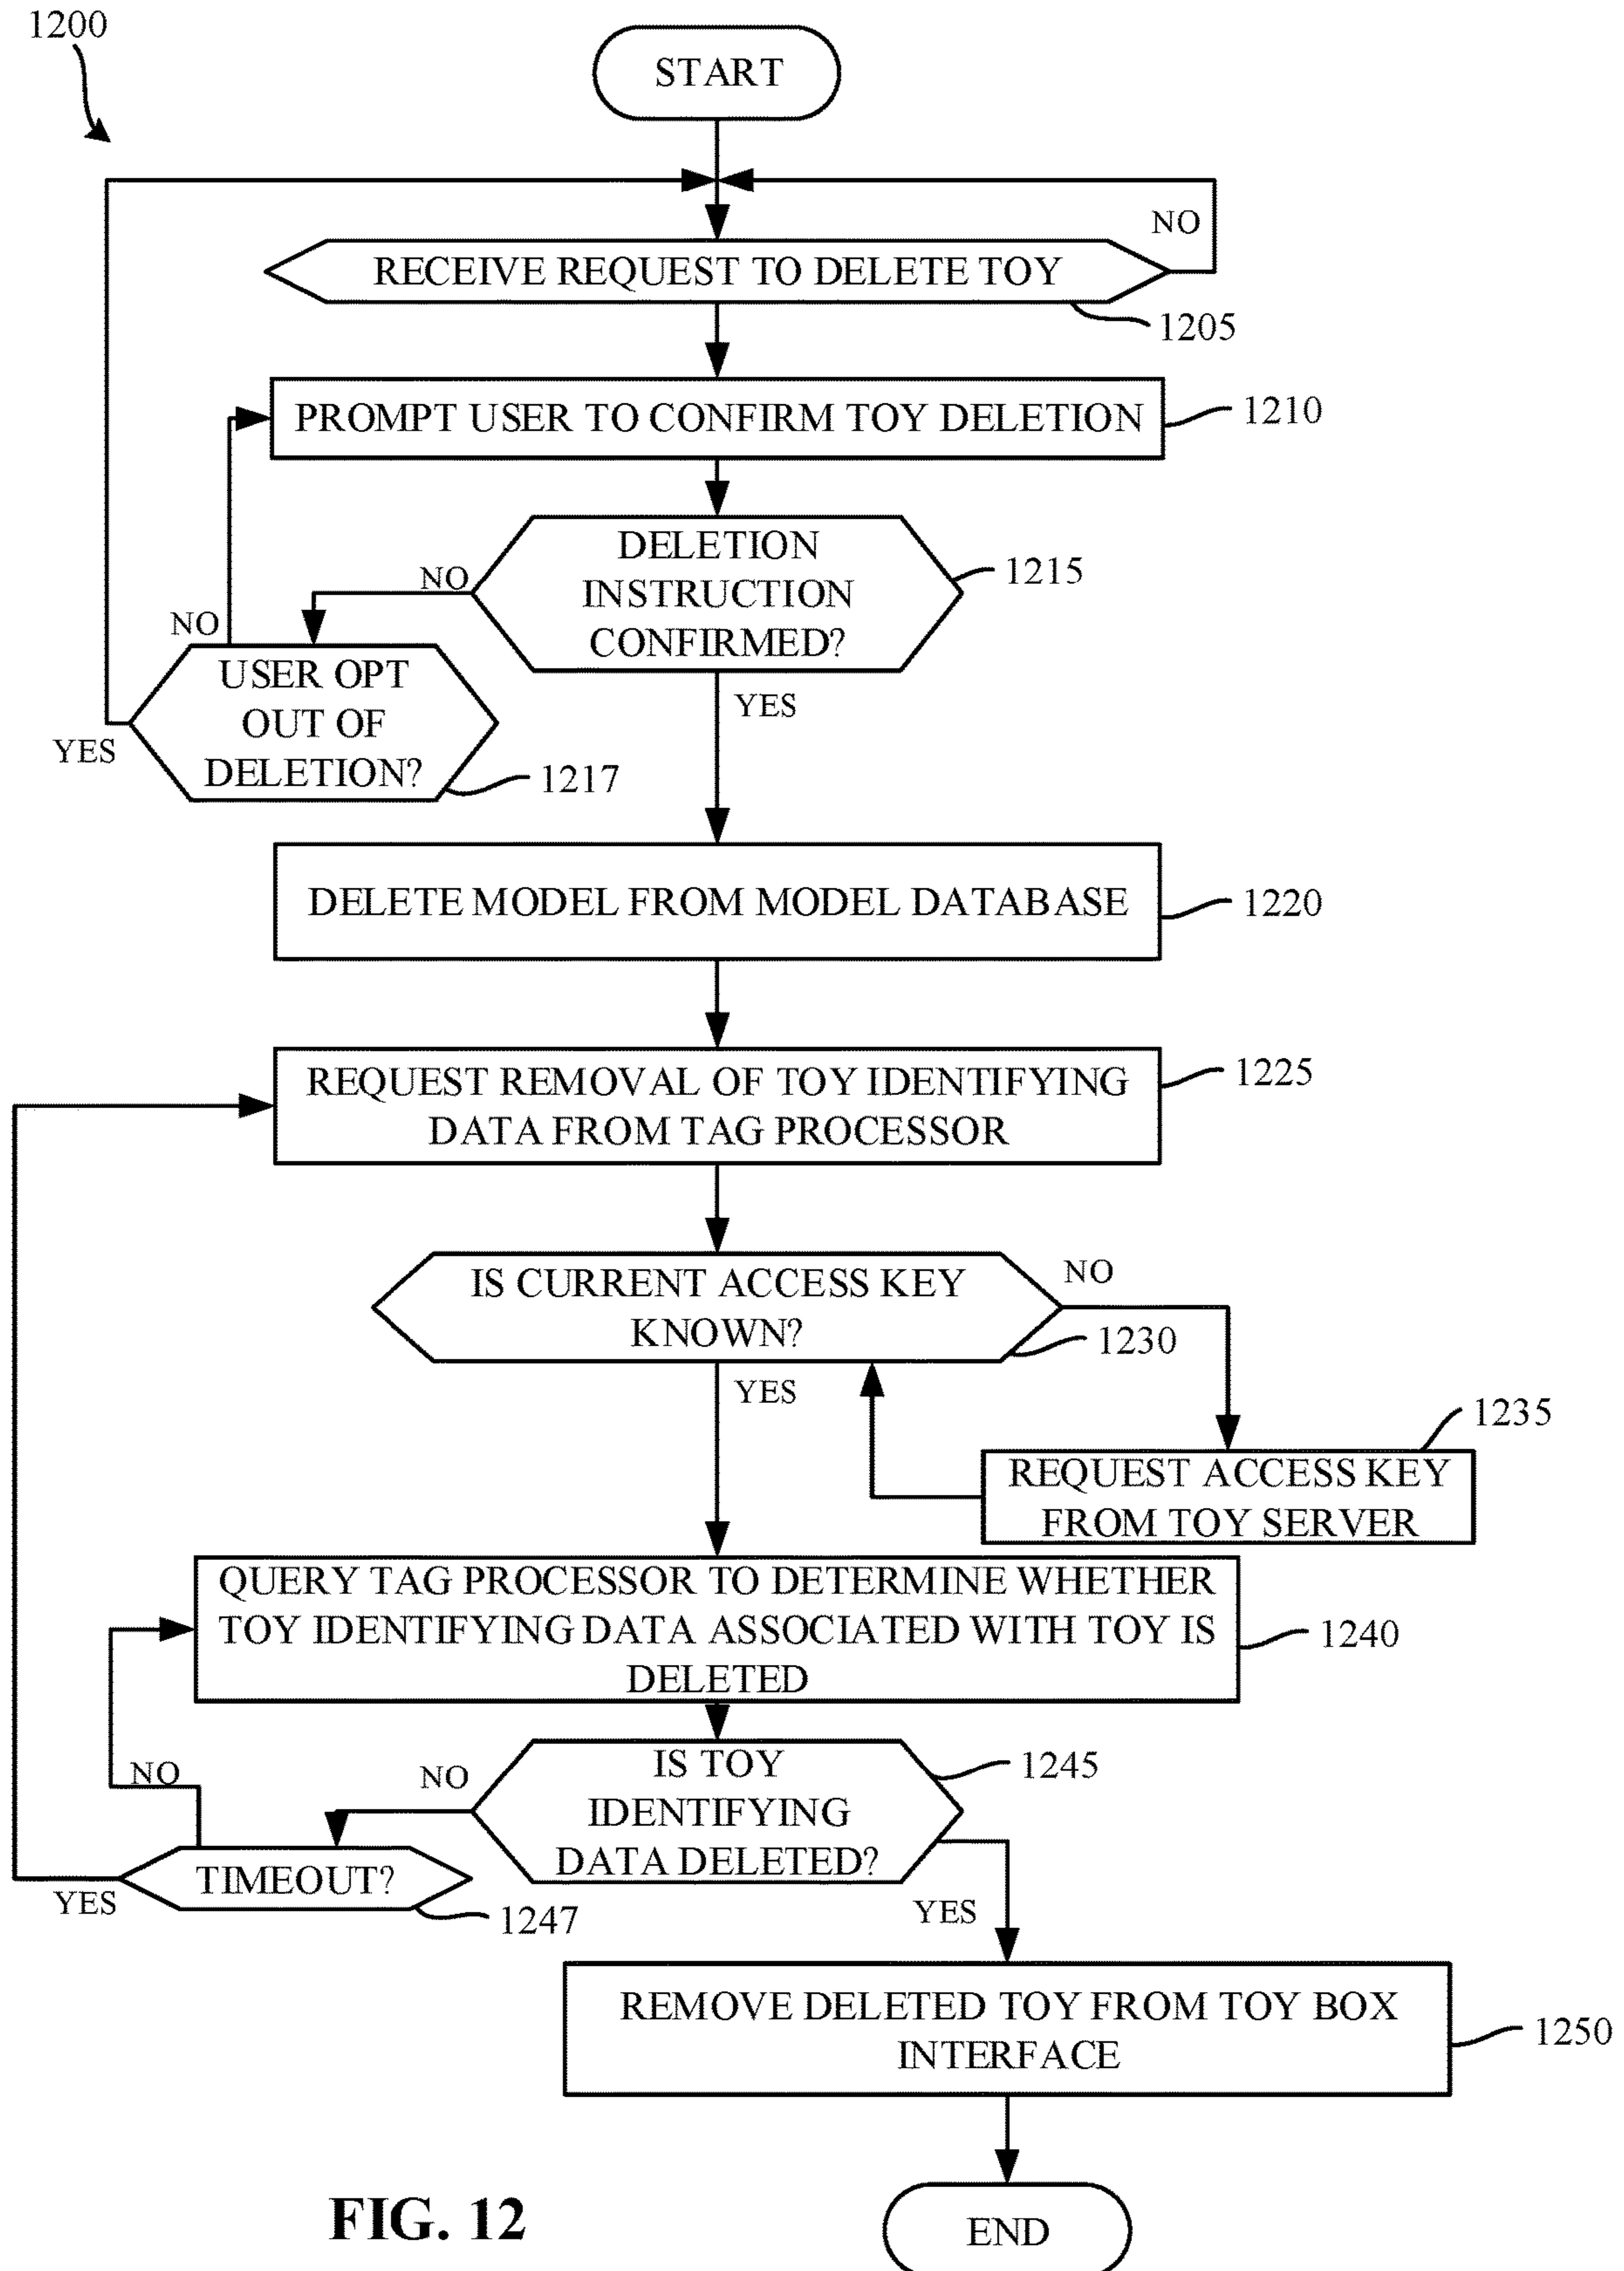 1200
START
NO
RECEIVE REQUEST TO DELETE TOY
1205
PROMPT USER TO CONFIRM TOY DELETION
1210
DELETION
INSTRUCTION
CONFIRMED?
1215
NO
NO
YES
USER OPT
OUT OF
DELETION?
YES
1217
DELETE MODEL FROM MODEL DATABASE
1220
REQUEST REMOVAL OF TOY IDENTIFYING
DATA FROM TAG PROCESSOR
1225
IS CURRENT ACCESS KEY
KNOWN?
NO
1230
YES
1235
REQUEST ACCESS KEY
FROM TOY SERVER
QUERY TAG PROCESSOR TO DETERMINE WHETHER
TOY IDENTIFYING DATA ASSOCIATED WITH TOY IS
DELETED
1240
IS TOY
IDENTIFYING
DATA DELETED?
1245
NO
NO
TIMEOUT?
YES
1247
YES
REMOVE DELETED TOY FROM TOY BOX
INTERFACE
1250
END
FIG. 12